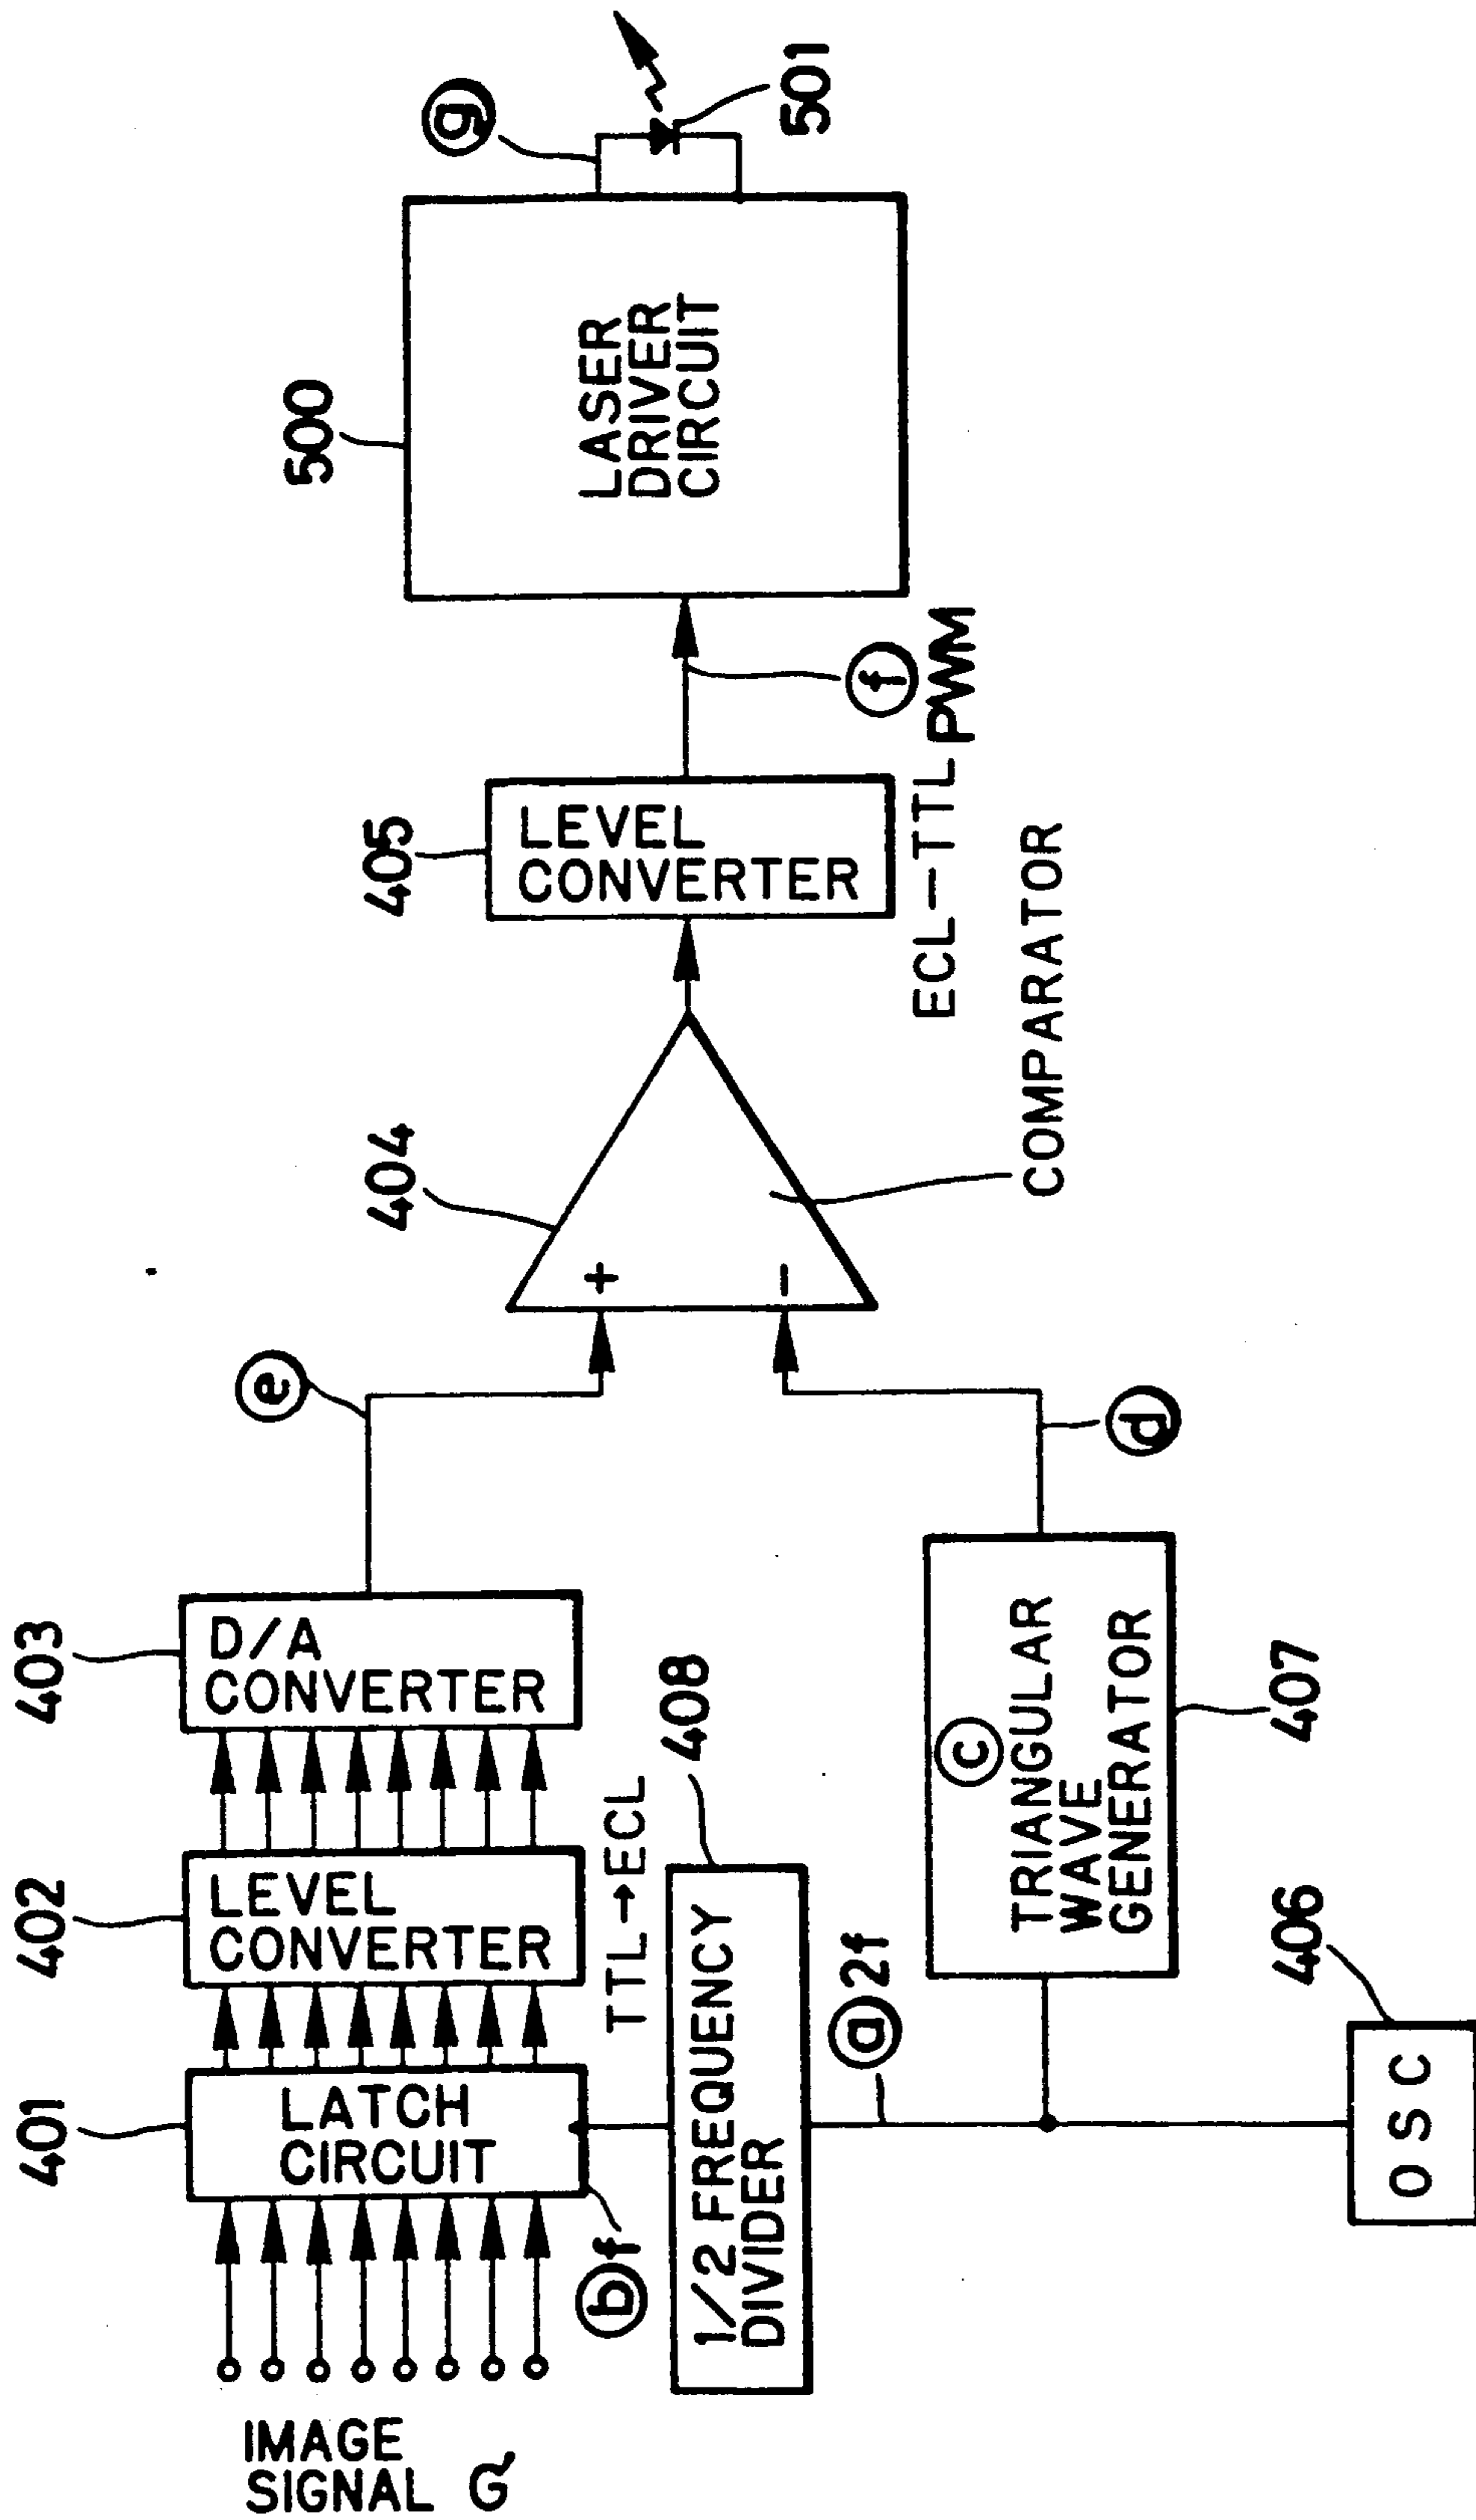 401
402
403
404
405
500
ⓖ
501
ⓔ
IMAGE
SIGNAL G'
LATCH
CIRCUIT
LEVEL
CONVERTER
D/A
CONVERTER
+
-
LEVEL
CONVERTER
LASER
DRIVER
CIRCUIT
ⓑf
TTL→ECL
408
1/2 FREQUENCY
DIVIDER
ⓐ 2f
ⓕ
ECL—TTL PWM
COMPARATOR
ⓓ
ⓒ
TRIANGULAR
WAVE
GENERATOR
407
406
OSC